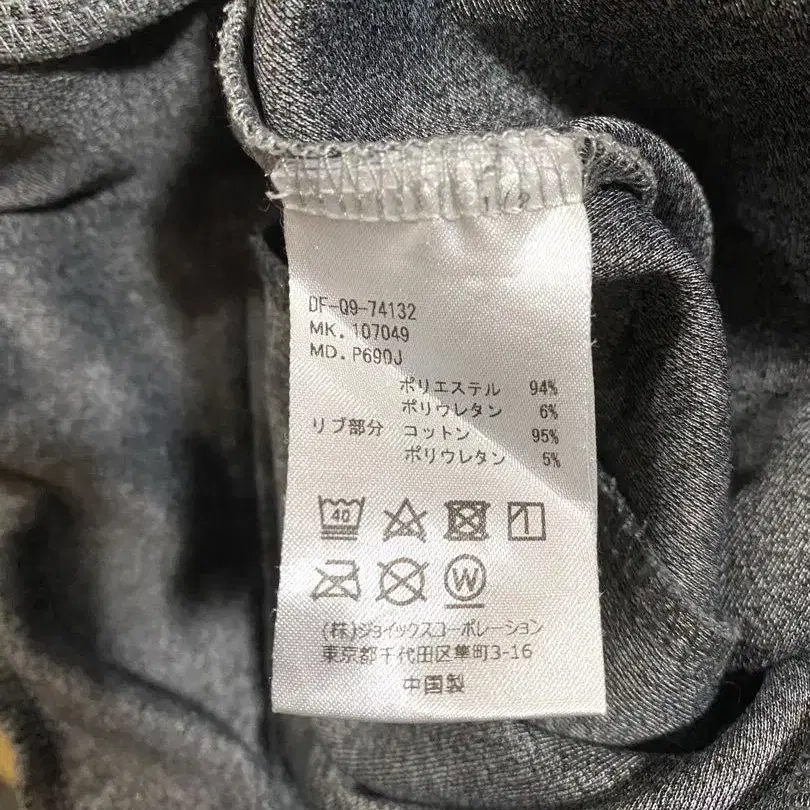 DF-Q9-74132
MK. 107049
MD. P690J
ポリエステル 94%
ポリウレタン 6%
リブ部分 コットン 95%
ポリウレタン 5%
40
W
(株)ジョイックスコーポレーション
東京都千代田区隼町3-16
中国製